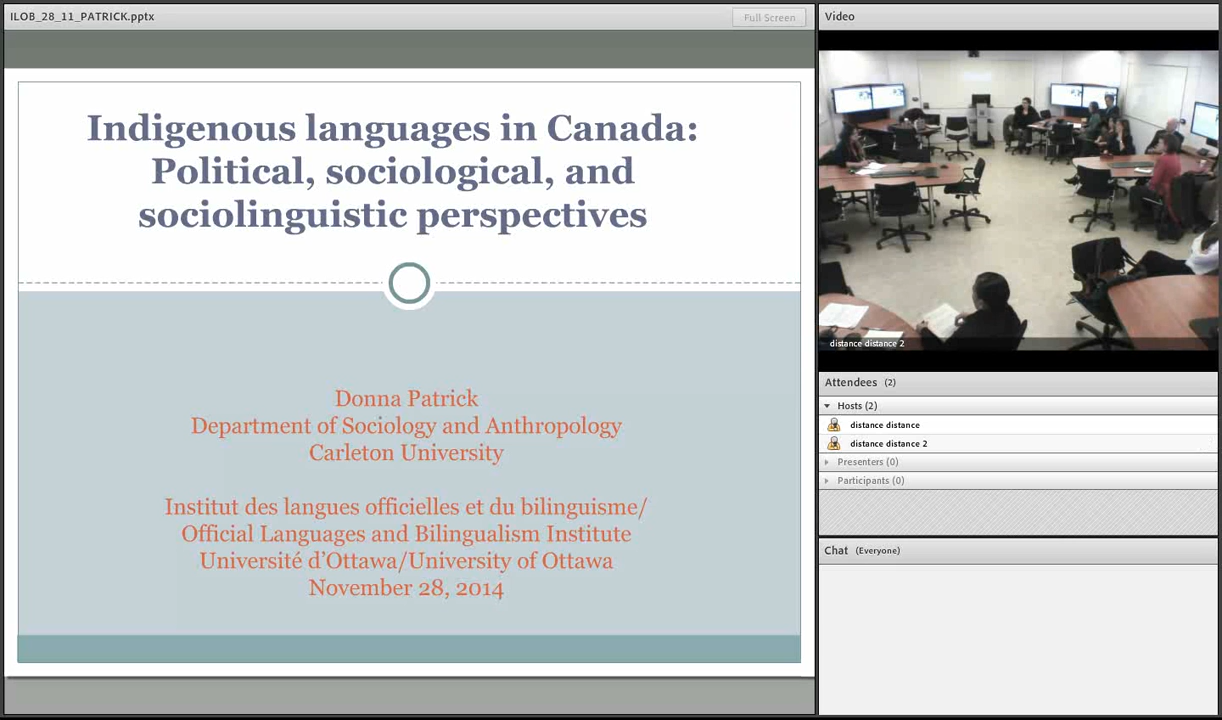 ILOB_28_11_PATRICK.pptx
Full Screen
Indigenous languages in Canada:
Political, sociological, and
sociolinguistic perspectives
Donna Patrick
Department of Sociology and Anthropology
Carleton University
Institut des langues officielles et du bilinguisme/
Official Languages and Bilingualism Institute
Université d'Ottawa/University of Ottawa
November 28, 2014
Video
distance distance 2
Attendees (2)
Hosts (2)
distance distance
distance distance 2
Presenters (0)
Participants (0)
Chat (Everyone)